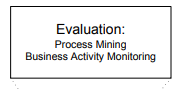 Evaluation:
Process Mining
Business Activity Monitoring